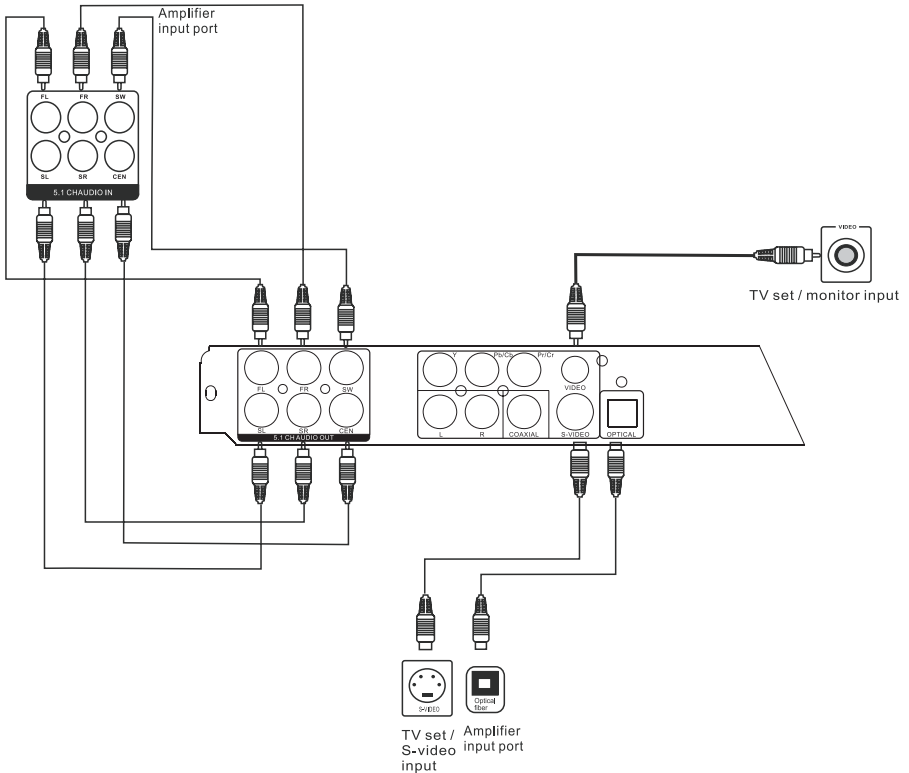 Amplifier
input port
FL FR SW
SL SR CEN
5.1 CHAUDIO IN
VIDEO
TV set / monitor input
Y Pb/Cb Pr/Cr
VIDEO
FL FR SW
L R COAXIAL S-VIDEO OPTICAL
SL SR CEN
5.1 CH AUDIO OUT
S-VIDEO
Optical
fiber
TV set /
S-video
input
Amplifier
input port